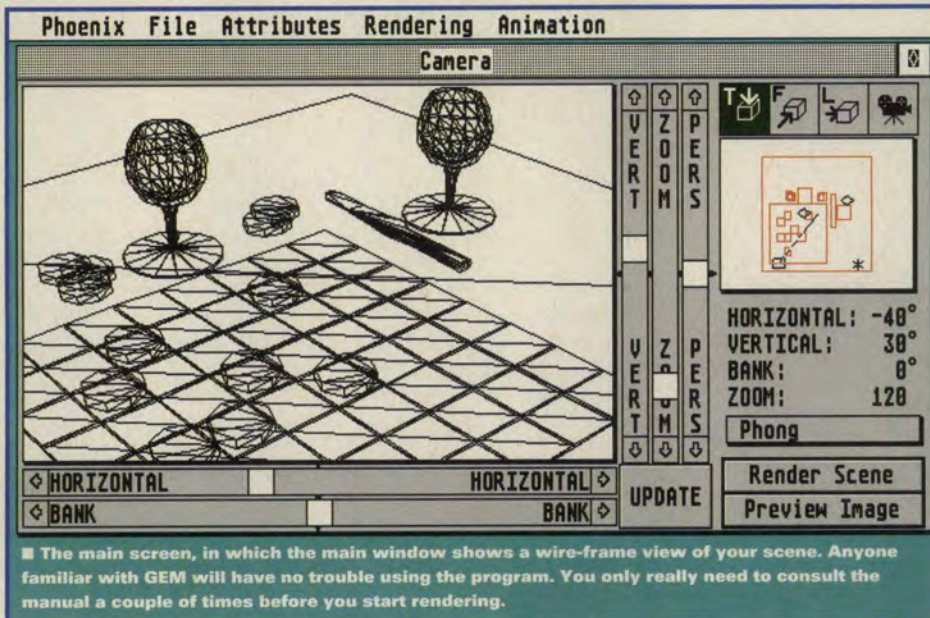 Phoenix File Attributes Rendering Animation
Camera
VERT ZOOM PERS
VERT ZOOM PERS
T F L
HORIZONTAL: -40°
VERTICAL: 30°
BANK: 0°
ZOOM: 120
Phong
HORIZONTAL HORIZONTAL
BANK BANK
UPDATE
Render Scene
Preview Image
■ The main screen, in which the main window shows a wire-frame view of your scene. Anyone
familiar with GEM will have no trouble using the program. You only really need to consult the
manual a couple of times before you start rendering.